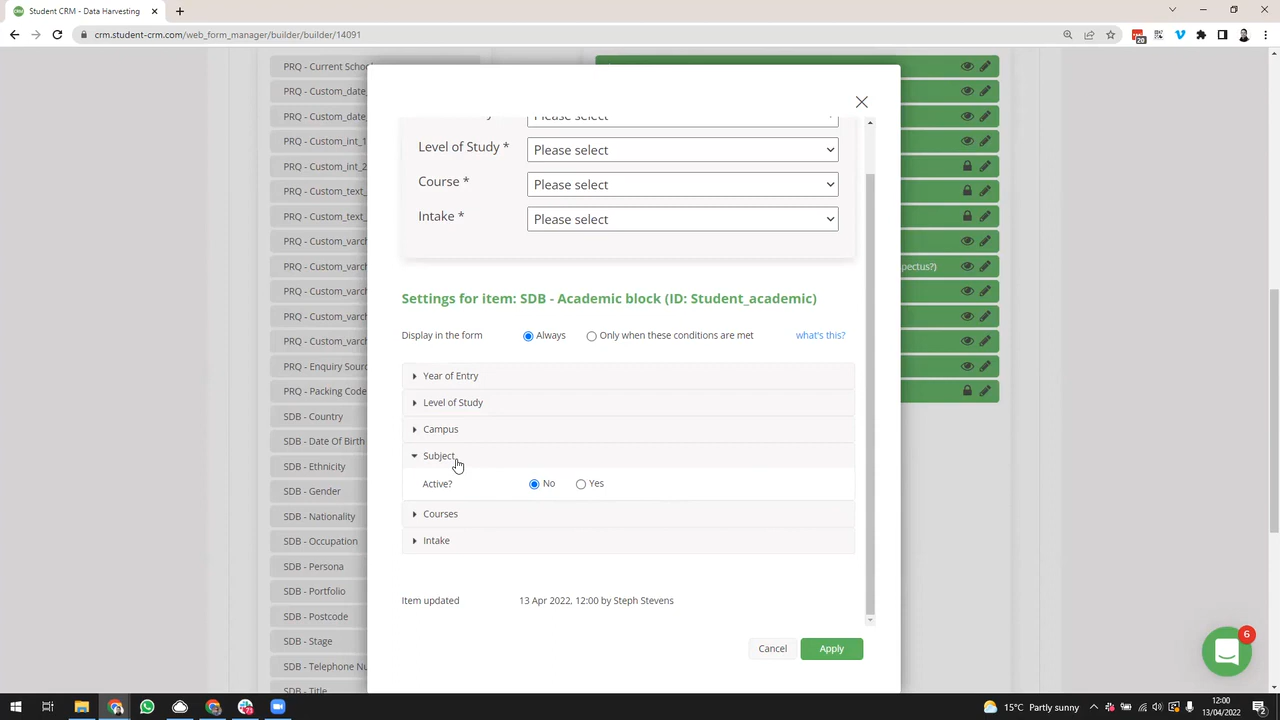 Student CRM - Data Harvesting
crm.student-crm.com/web_form_manager/builder/builder/14091
20
PRQ - Current Schoo
PRQ - Custom_date_
PRQ - Custom_date_
PRQ - Custom_int_1
PRQ - Custom_int_2
PRQ - Custom_text_
PRQ - Custom_text_
PRQ - Custom_varch
PRQ - Custom_varch
PRQ - Custom_varch
PRQ - Custom_varch
PRQ - Custom_varch
PRQ - Enquiry Sourc
PRQ - Packing Code
SDB - Country
SDB - Date Of Birth
SDB - Ethnicity
SDB - Gender
SDB - Nationality
SDB - Occupation
SDB - Persona
SDB - Portfolio
SDB - Postcode
SDB - Stage
SDB - Telephone Nu
SDB - Title
pectus?)
Please select
Level of Study * Please select
Course * Please select
Intake * Please select
Settings for item: SDB - Academic block (ID: Student_academic)
Display in the form Always Only when these conditions are met what's this?
Year of Entry
Level of Study
Campus
Subject
Active? No Yes
Courses
Intake
Item updated 13 Apr 2022, 12:00 by Steph Stevens
Cancel Apply
6
15°C Partly sunny
12:00
13/04/2022
2